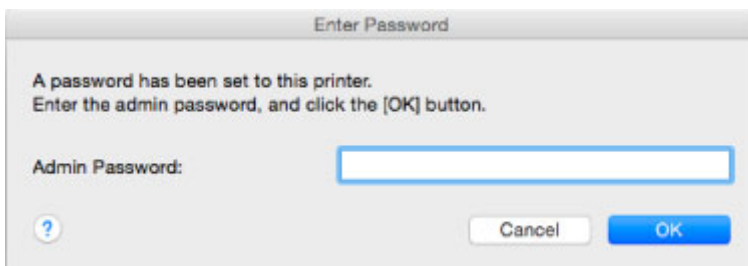 Enter Password
A password has been set to this printer.
Enter the admin password, and click the [OK] button.
Admin Password:
?
Cancel
OK